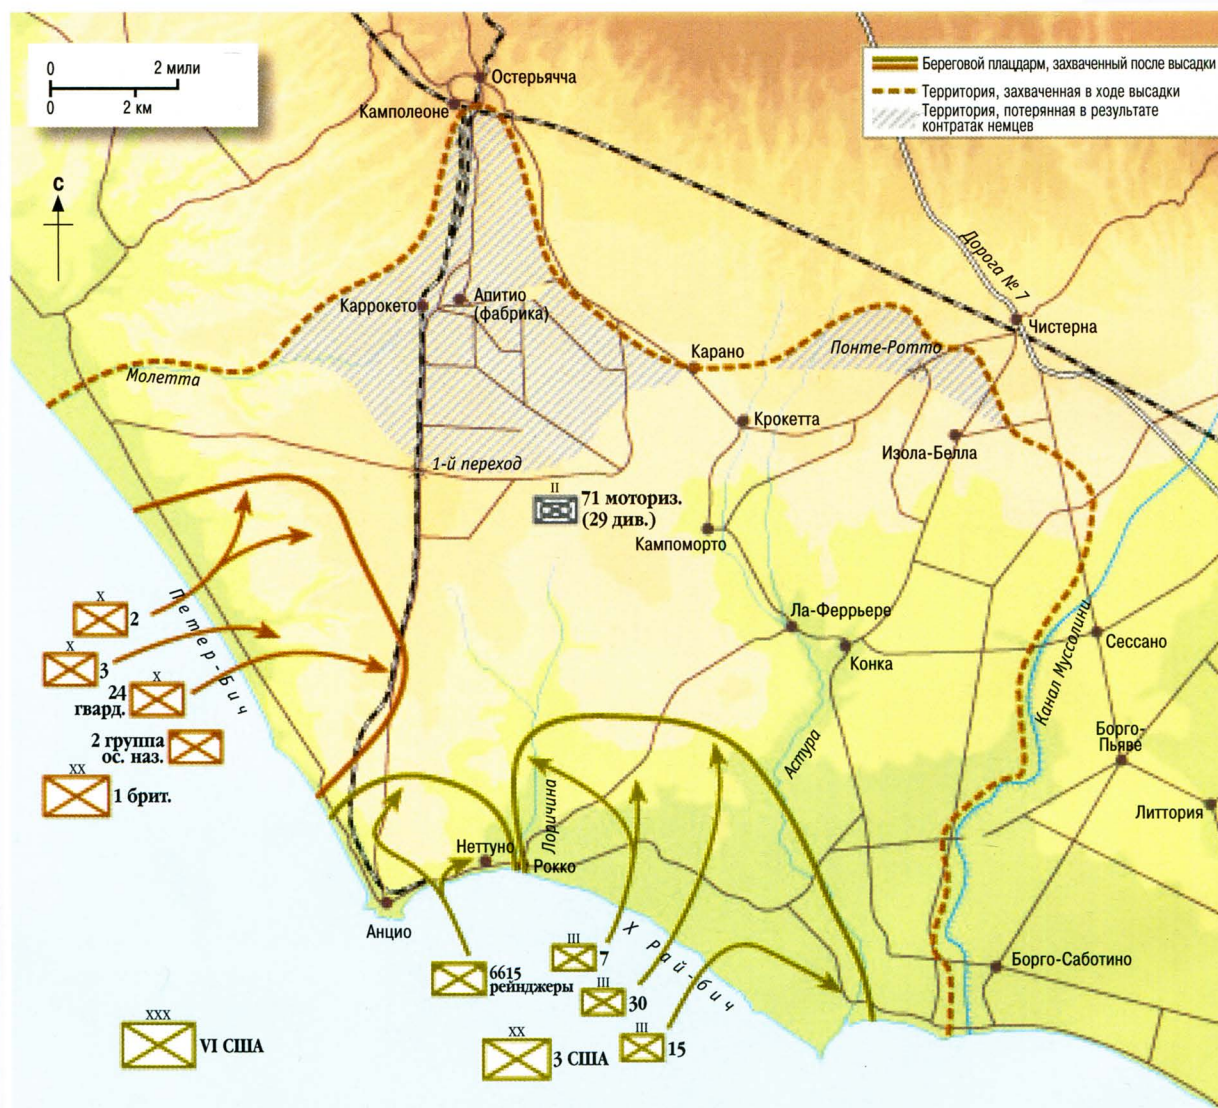 0
2 мили
0
2 км
Береговой плацдарм, захваченный после высадки
Территория, захваченная в ходе высадки
Территория, потерянная в результате
контратак немцев
С
Остерьячча
Камполеоне
Дорога № 7
Каррокето
Апитио
(фабрика)
Чистерна
Молетта
Карано
Понте-Ротто
Крокетта
Изола-Белла
1-й переход
II
71 моториз.
(29 див.)
Кампоморто
Петер-Бич
X
2
X
3
X
24
гвард.
2 группа
ос. наз.
XX
1 брит.
Ла-Феррьере
Конка
Сессано
Канал Муссолини
Борго-
Пьяве
Астура
Литтория
Лоричина
Неттуно
Рокко
Анцио
6615
рейнджеры
III
7
III
30
III
15
Х Рай-бич
Борго-Саботино
XXX
VI США
XX
3 США